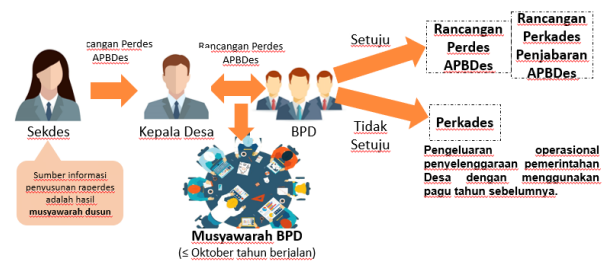 cangan Perdes
APBDes
Rancangan Perdes
APBDes
Setuju
Rancangan
Perdes
APBDes
Rancangan
Perkades
Penjabaran
APBDes
Sekdes
Kepala Desa
BPD
Tidak
Setuju
Perkades
Pengeluaran operasional
penyelenggaraan pemerintahan
Desa dengan menggunakan
pagu tahun sebelumnya.
Sumber informasi
penyusunan raperdes
adalah hasil
musyawarah dusun
Musyawarah BPD
(≤ Oktober tahun berjalan)